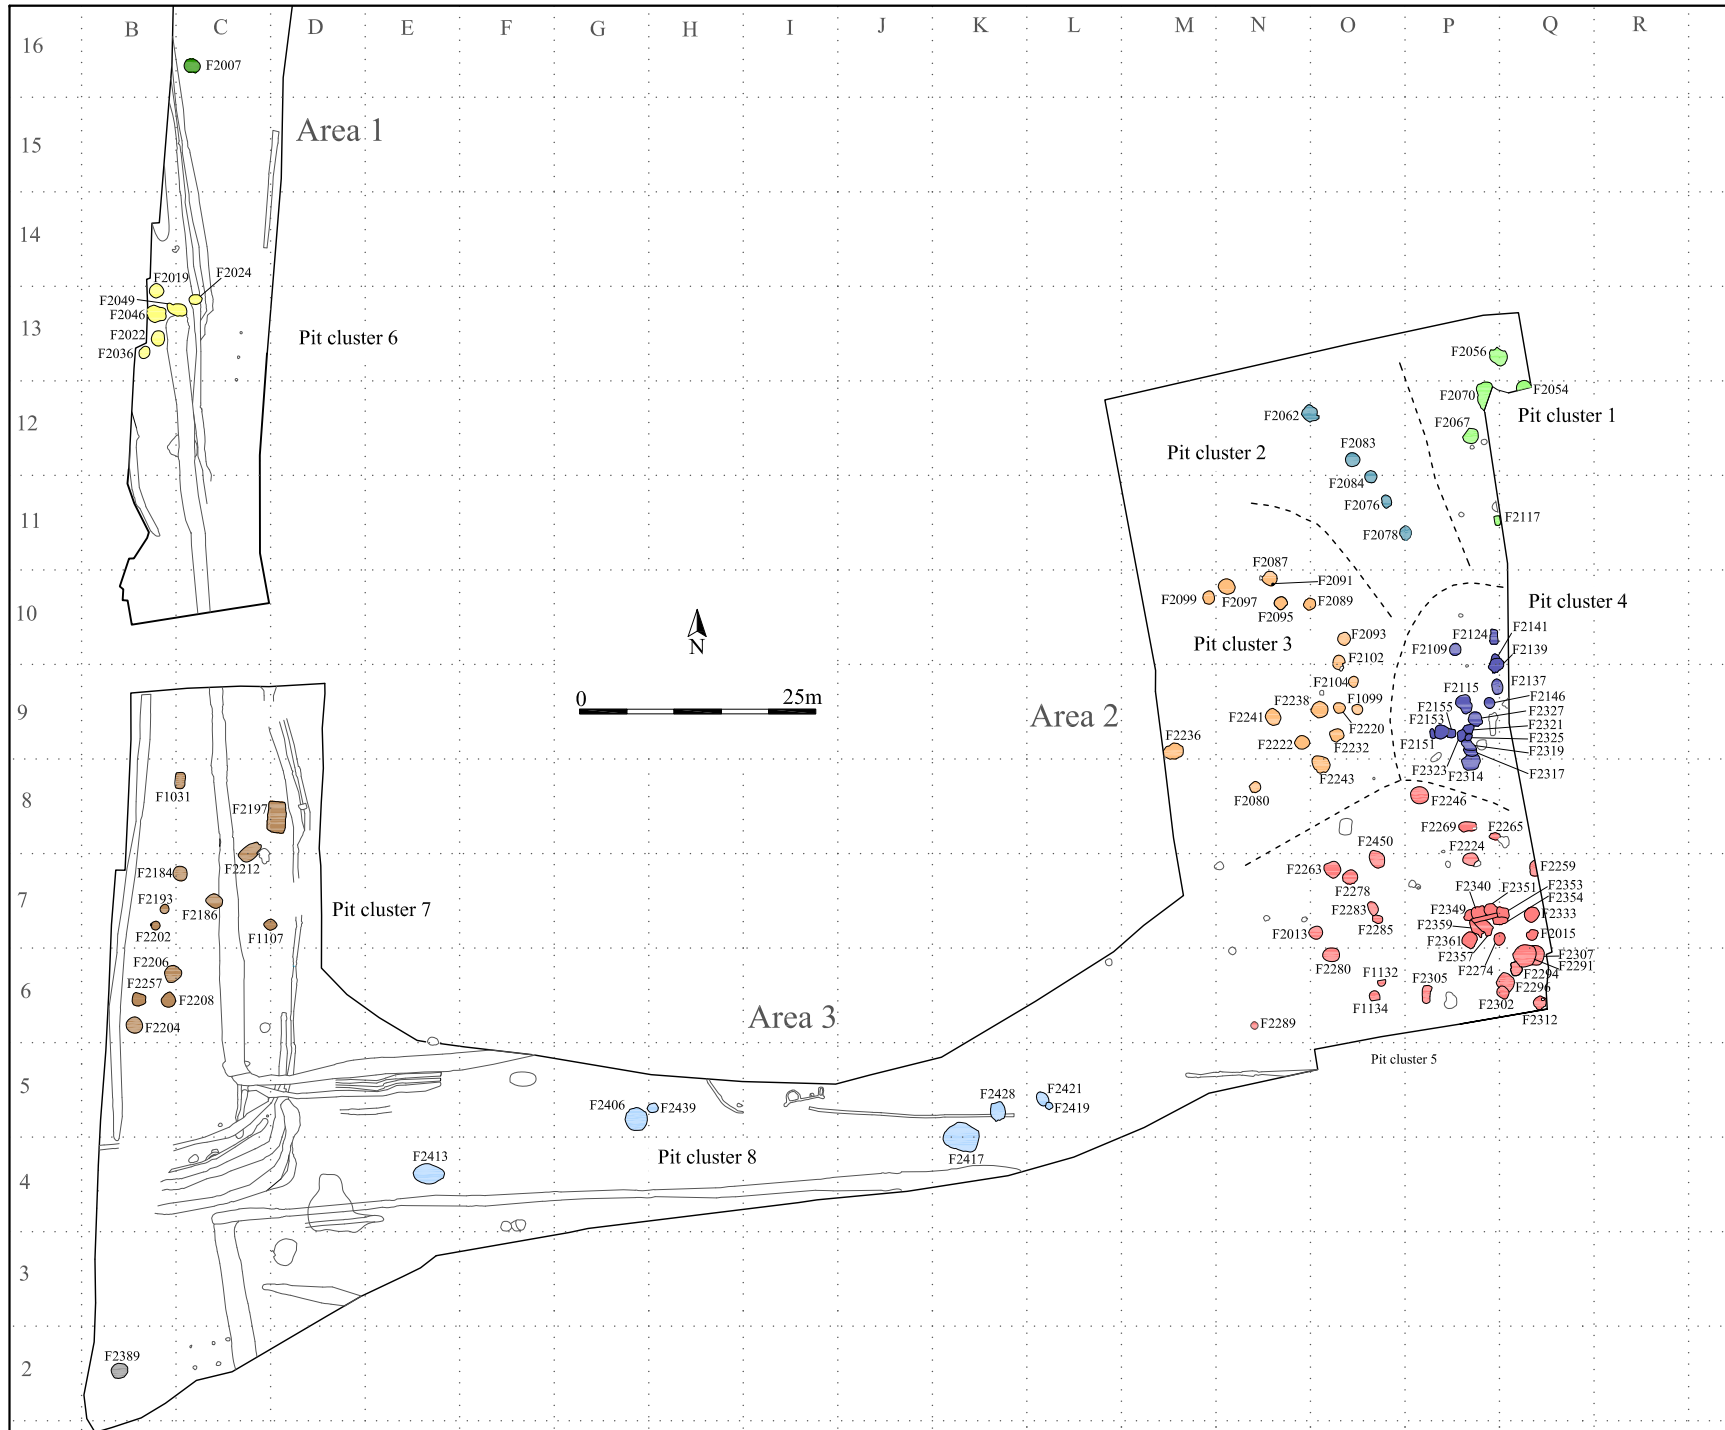 B C D E F G H I J K L M N O P Q R
16
F2007
Area 1
15
14
F2019
F2024
F2049
F2046
13
F2022
F2036
Pit cluster 6
F2056
F2054
F2070
Pit cluster 1
F2062
12
F2067
F2083
Pit cluster 2
F2084
F2076
11
F2117
F2078
F2087
F2091
F2099
F2097
F2089
F2095
10
Pit cluster 4
N
F2141
F2093
F2124
Pit cluster 3
F2109
F2139
F2102
F2104
F2137
F2115
0 25m
F2238
F1099
F2146
9
Area 2
F2155
F2327
F2241
F2153
F2220
F2321
F2325
F2222
F2232
F2151
F2236
F2319
F2323
F2314
F2317
F2243
8
F1031
F2080
F2246
F2197
F2269
F2265
F2450
F2224
F2212
F2184
F2263
F2259
F2278
F2340
F2351
F2353
F2193
7
F2186
Pit cluster 7
F2283
F2349
F2354
F2333
F2202
F1107
F2285
F2359
F2013
F2361
F2015
F2357
F2206
F2280
F2274
F2307
F2291
F2257
F1132
F2305
F2294
6
F2208
F2296
F1134
F2302
Area 3
F2204
F2289
F2312
Pit cluster 5
5
F2428
F2421
F2406
F2439
F2419
F2413
Pit cluster 8
F2417
4
3
F2389
2